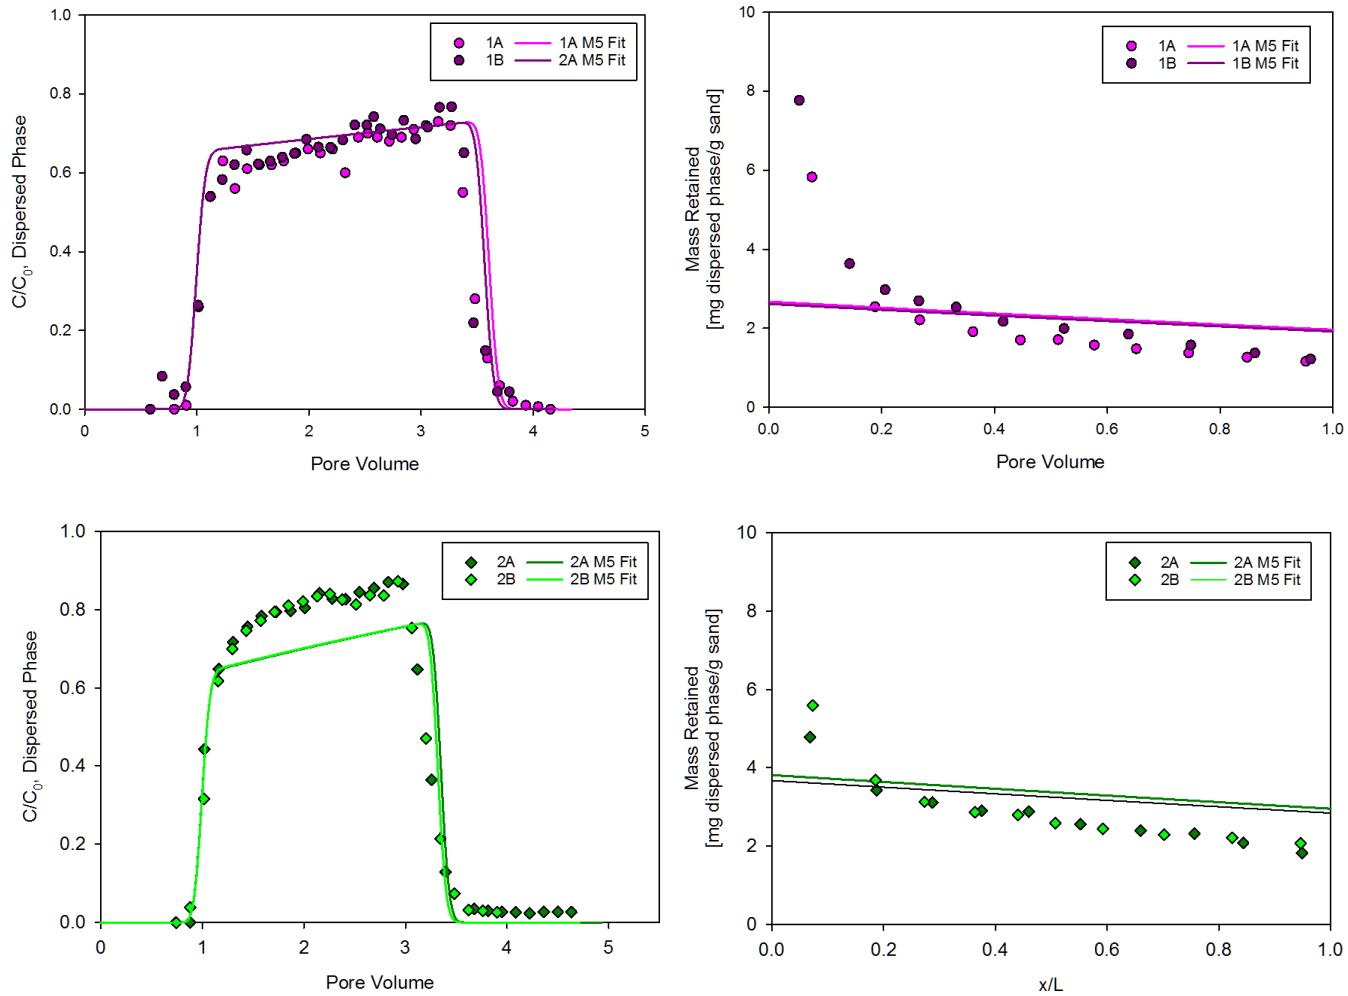 1.0
0.8
0.6
0.4
0.2
0.0
C/C0, Dispersed Phase
1A 1A M5 Fit
1B 2A M5 Fit
0 1 2 3 4 5
Pore Volume
10
8
6
4
2
0
Mass Retained
[mg dispersed phase/g sand]
1A 1A M5 Fit
1B 1B M5 Fit
0.0 0.2 0.4 0.6 0.8 1.0
Pore Volume
1.0
0.8
0.6
0.4
0.2
0.0
C/C0, Dispersed Phase
2A 2A M5 Fit
2B 2B M5 Fit
0 1 2 3 4 5
Pore Volume
10
8
6
4
2
0
Mass Retained
[mg dispersed phase/g sand]
2A 2A M5 Fit
2B 2B M5 Fit
0.0 0.2 0.4 0.6 0.8 1.0
x/L